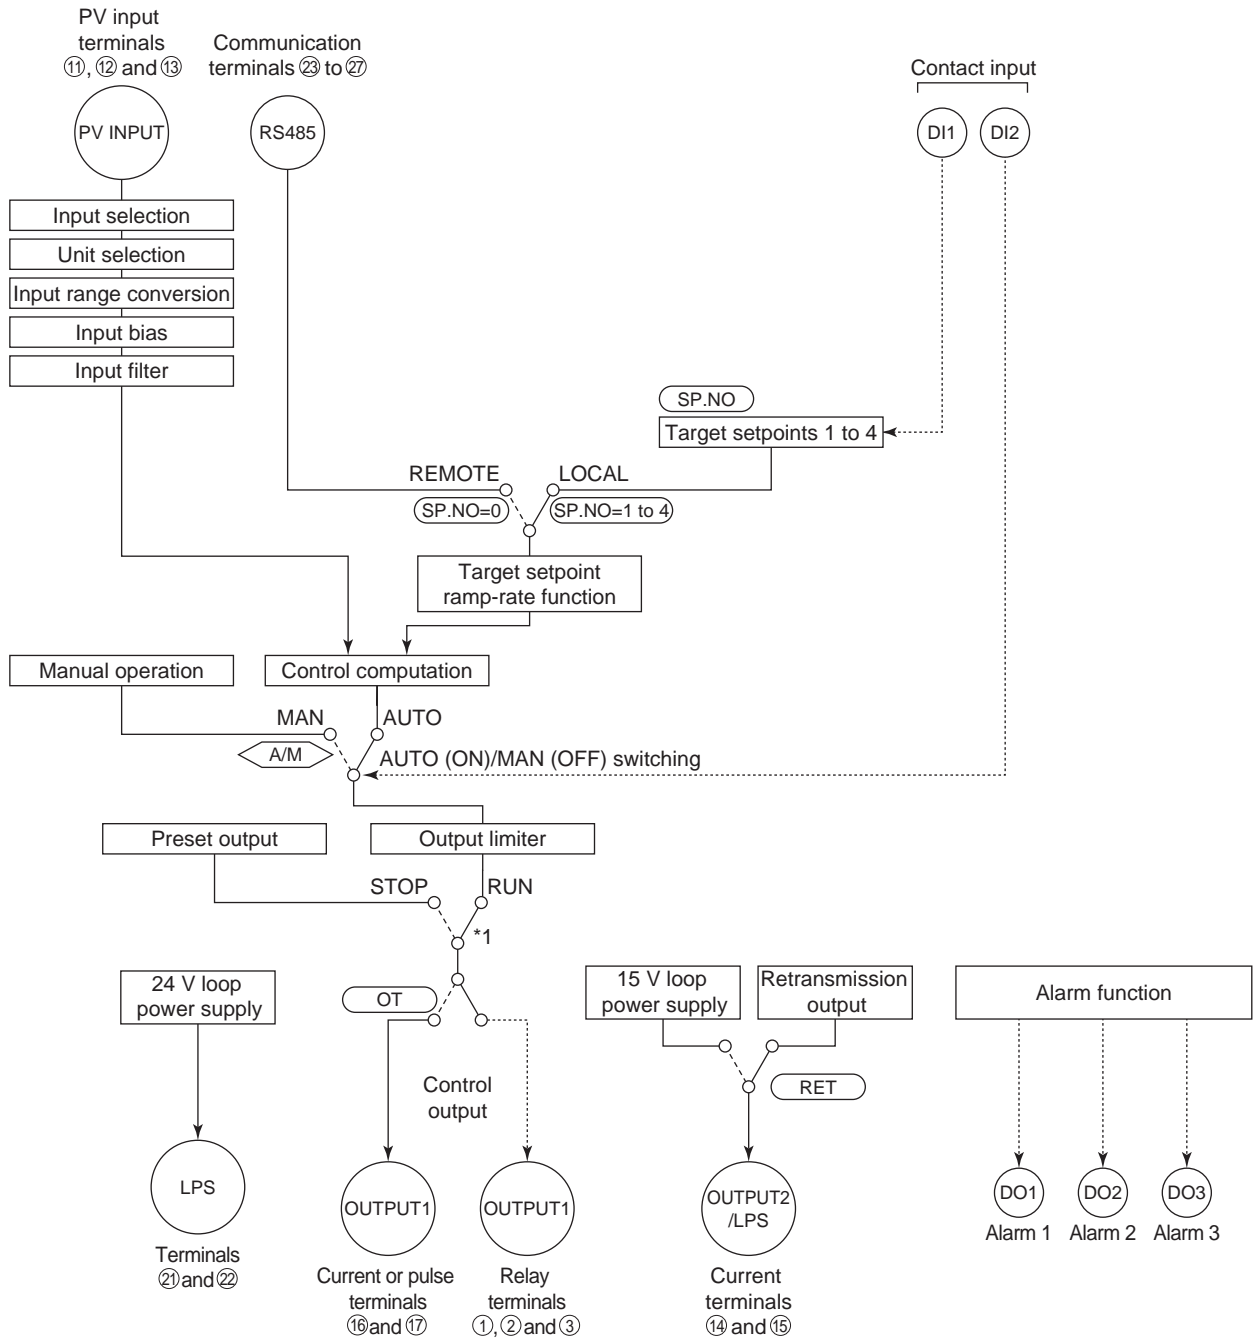 PV input
terminals
⑪, ⑫ and ⑬
Communication
terminals ㉓ to ㉗
Contact input
PV INPUT
RS485
DI1
DI2
Input selection
Unit selection
Input range conversion
Input bias
Input filter
SP.NO
Target setpoints 1 to 4
REMOTE
LOCAL
SP.NO=0
SP.NO=1 to 4
Target setpoint
ramp-rate function
Manual operation
Control computation
MAN
AUTO
A/M
AUTO (ON)/MAN (OFF) switching
Preset output
Output limiter
STOP
RUN
*1
24 V loop
power supply
OT
15 V loop
power supply
Retransmission
output
Alarm function
Control
output
RET
LPS
OUTPUT1
OUTPUT1
OUTPUT2
/LPS
DO1
DO2
DO3
Alarm 1
Alarm 2
Alarm 3
Terminals
㉑ and ㉒
Current or pulse
terminals
⑯ and ⑰
Relay
terminals
①, ② and ③
Current
terminals
⑭ and ⑮